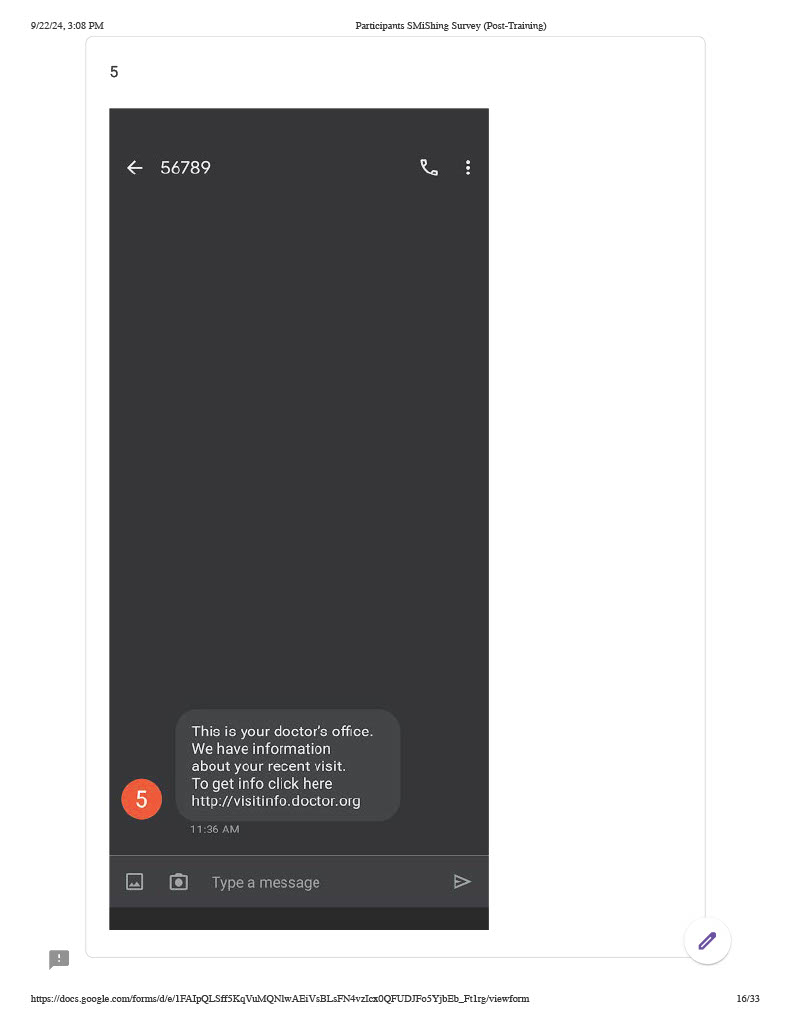 9/22/24, 3:08 PM
Participants SMiShing Survey (Post-Training)
5
56789
This is your doctor's office.
We have information
about your recent visit.
To get info click here
http://visitinfo.doctor.org
5
11:36 AM
Type a message
https://docs.google.com/forms/d/e/1FAIpQLSff5KqVuMQNlwAEiVsBLsFN4vzIcx0QFUDJFo5YjbEb_Ft1rg/viewform
16/33